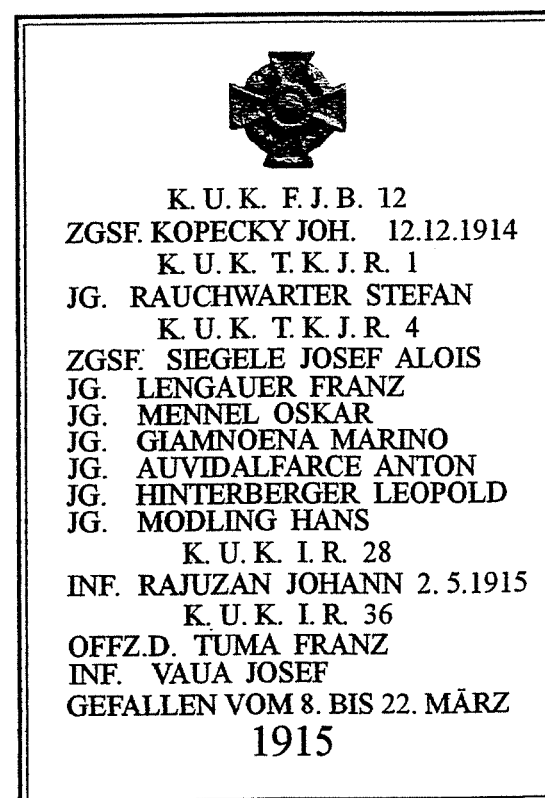 K. U. K. F. J. B. 12
ZGSF. KOPECKY JOH. 12.12.1914
K. U. K. T. K. J. R. 1
JG. RAUCHWARTER STEFAN
K. U. K. T. K. J. R. 4
ZGSF. SIEGELE JOSEF ALOIS
JG. LENGAUER FRANZ
JG. MENNEL OSKAR
JG. GIAMNOENA MARINO
JG. AUVIDALFARCE ANTON
JG. HINTERBERGER LEOPOLD
JG. MODLING HANS
K. U. K. I. R. 28
INF. RAJUZAN JOHANN 2. 5.1915
K. U. K. I. R. 36
OFFZ.D. TUMA FRANZ
INF. VAUA JOSEF
GEFALLEN VOM 8. BIS 22. MÄRZ
1915